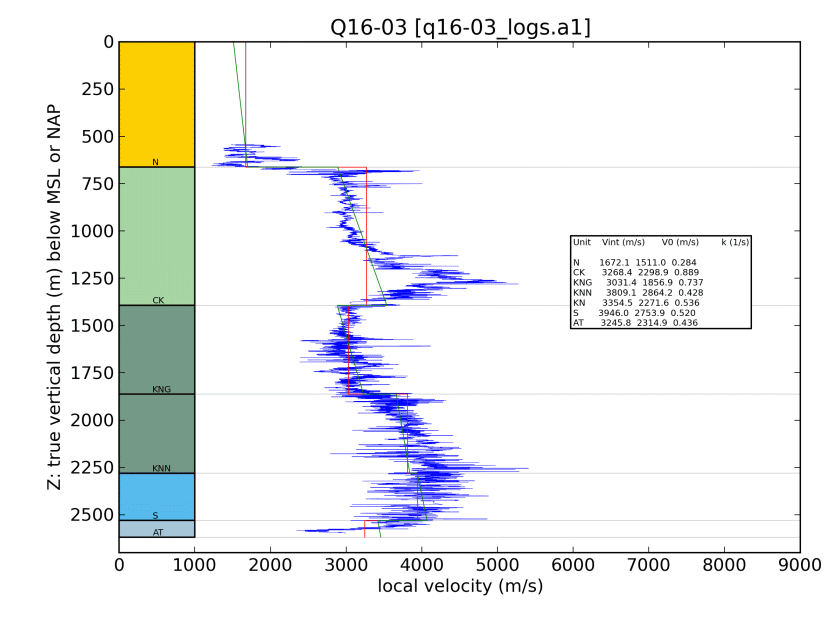 Q16-03 [q16-03_logs.a1]
0
250
500
750
1000
1250
1500
1750
2000
2250
2500
Z: true vertical depth (m) below MSL or NAP
N
CK
KNG
KNN
S
AT
Unit Vint (m/s) V0 (m/s) k (1/s)
N 1672.1 1511.0 0.284
CK 3268.4 2298.9 0.889
KNG 3031.4 1856.9 0.737
KNN 3809.1 2864.2 0.428
KN 3354.5 2271.6 0.536
S 3946.0 2753.9 0.520
AT 3245.8 2314.9 0.436
0 1000 2000 3000 4000 5000 6000 7000 8000 9000
local velocity (m/s)